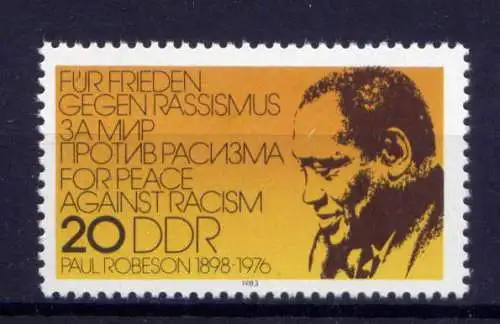 FÜR FRIEDEN
GEGEN RASSISMUS
ЗА МИР
ПРОТИВ РАСИЗМА
FOR PEACE
AGAINST RACISM
20 DDR
PAUL ROBESON 1898-1976
1983